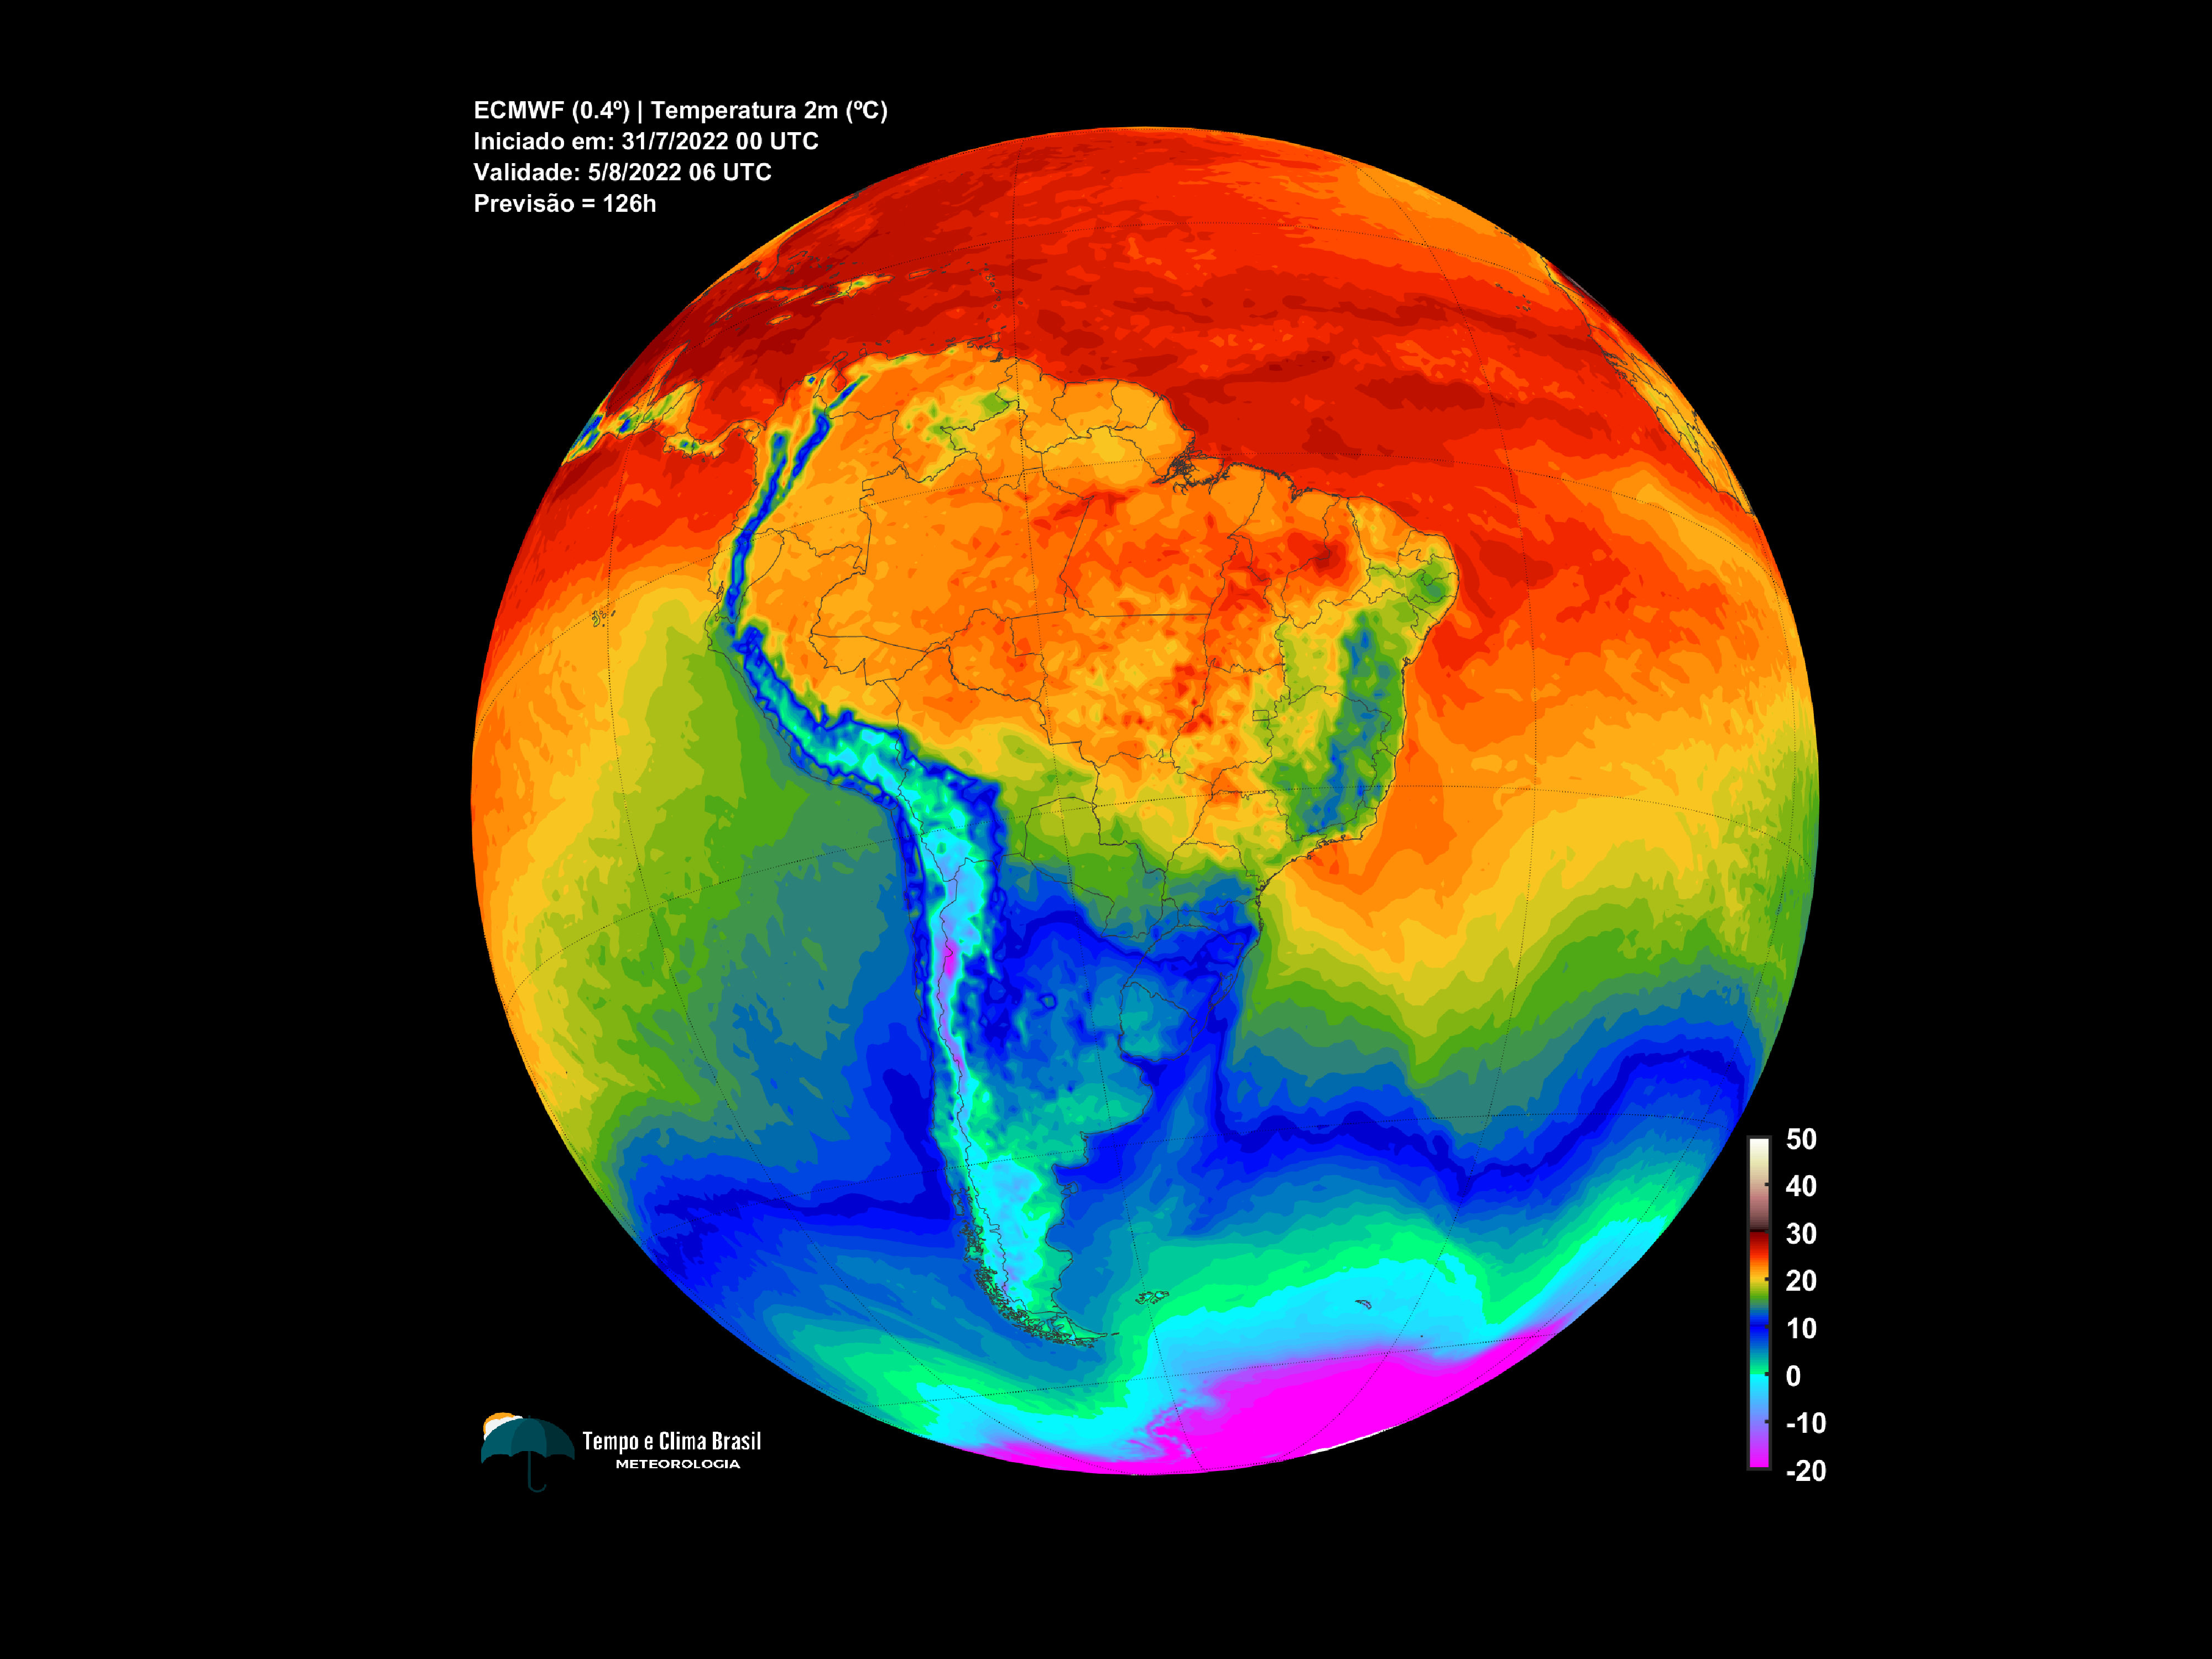 ECMWF (0.4º) | Temperatura 2m (ºC)
Iniciado em: 31/7/2022 00 UTC
Validade: 5/8/2022 06 UTC
Previsão = 126h
50
40
30
20
10
0
-10
-20
Tempo e Clima Brasil
METEOROLOGIA